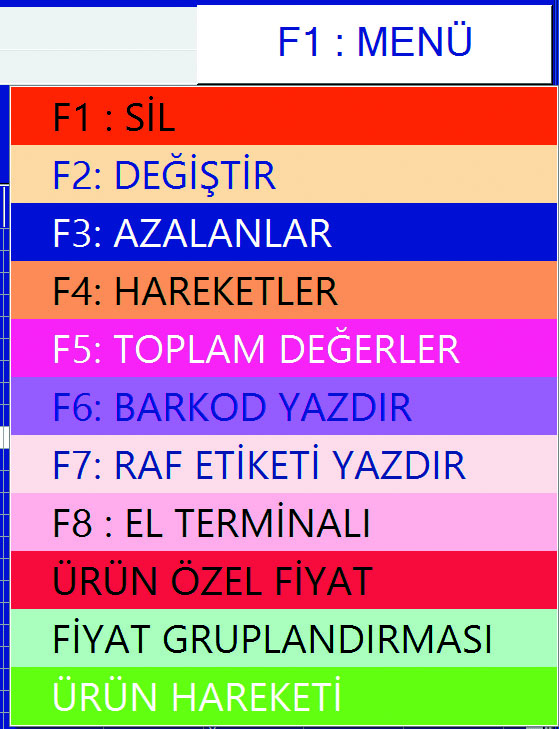 F1 : MENÜ
F1 : SİL
F2: DEĞİŞTİR
F3: AZALANLAR
F4: HAREKETLER
F5: TOPLAM DEĞERLER
F6: BARKOD YAZDIR
F7: RAF ETİKETİ YAZDIR
F8 : EL TERMİNALI
ÜRÜN ÖZEL FİYAT
FİYAT GRUPLANDIRMASI
ÜRÜN HAREKETİ